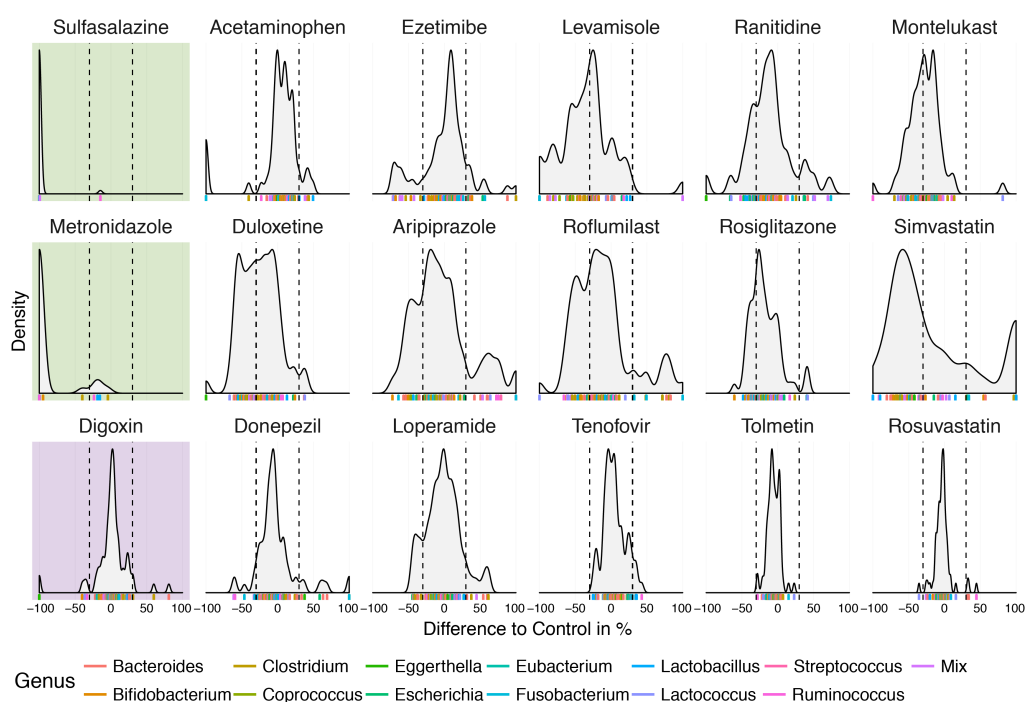 Sulfasalazine Acetaminophen Ezetimibe Levamisole Ranitidine Montelukast
Metronidazole Duloxetine Aripiprazole Roflumilast Rosiglitazone Simvastatin
Density
Digoxin Donepezil Loperamide Tenofovir Tolmetin Rosuvastatin
−100 −50 0 50 100 −100 −50 0 50 100 −100 −50 0 50 100 −100 −50 0 50 100 −100 −50 0 50 100 −100 −50 0 50 100
Difference to Control in %
Genus
Bacteroides Clostridium Eggerthella Eubacterium Lactobacillus Streptococcus Mix
Bifidobacterium Coprococcus Escherichia Fusobacterium Lactococcus Ruminococcus